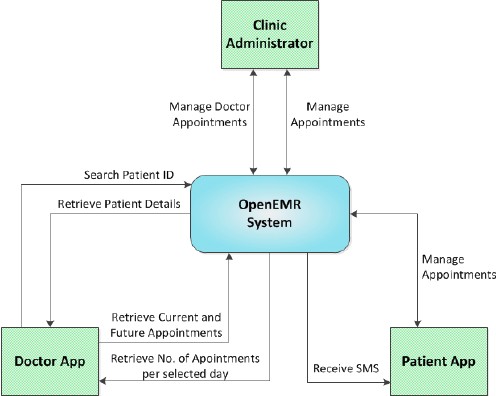 Clinic
Administrator
Manage Doctor
Appointments
Manage
Appointments
Search Patient ID
Retrieve Patient Details
OpenEMR
System
Manage
Appointments
Retrieve Current and
Future Appointments
Doctor App
Retrieve No. of Apointments
per selected day
Receive SMS
Patient App